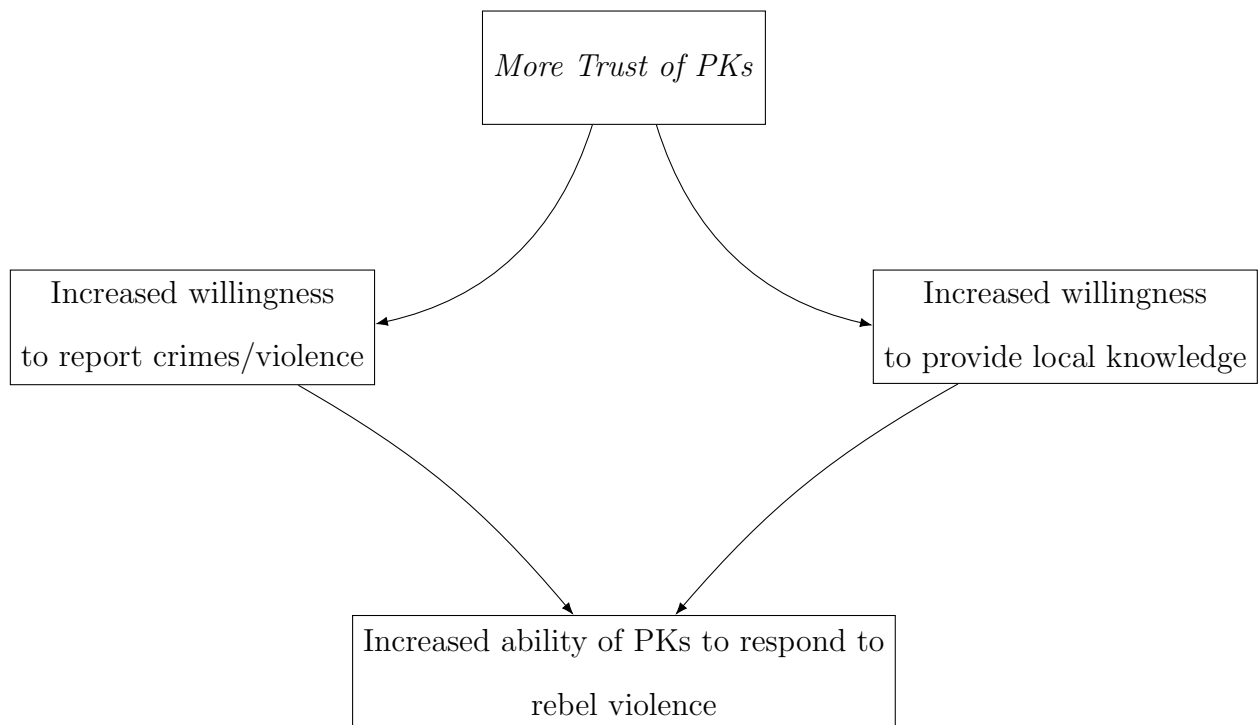 More Trust of PKs
Increased willingness
to report crimes/violence
Increased willingness
to provide local knowledge
Increased ability of PKs to respond to
rebel violence